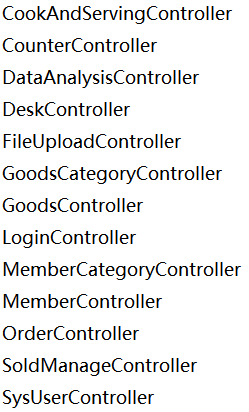 CookAndServingController
CounterController
DataAnalysisController
DeskController
FileUploadController
GoodsCategoryController
GoodsController
LoginController
MemberCategoryController
MemberController
OrderController
SoldManageController
SysUserController